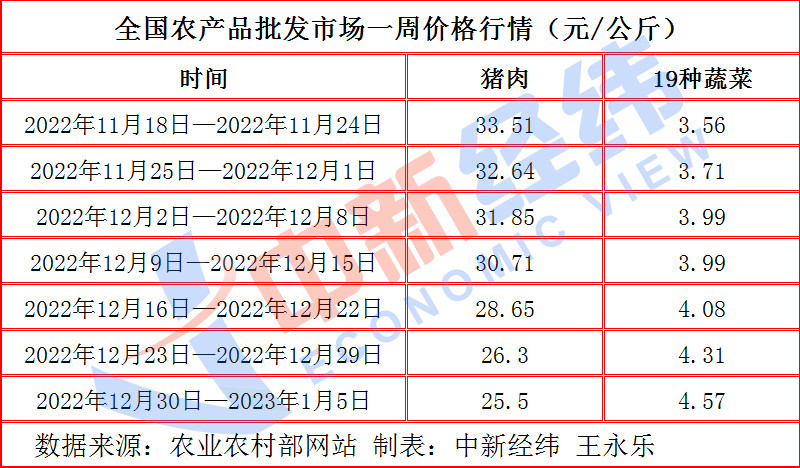 全国农产品批发市场一周价格行情（元/公斤）
时间 猪肉 19种蔬菜
2022年11月18日—2022年11月24日 33.51 3.56
2022年11月25日—2022年12月1日 32.64 3.71
2022年12月2日—2022年12月8日 31.85 3.99
2022年12月9日—2022年12月15日 30.71 3.99
2022年12月16日—2022年12月22日 28.65 4.08
2022年12月23日—2022年12月29日 26.3 4.31
2022年12月30日—2023年1月5日 25.5 4.57
数据来源：农业农村部网站 制表：中新经纬 王永乐
中新经纬
ECONOMIC VIEW